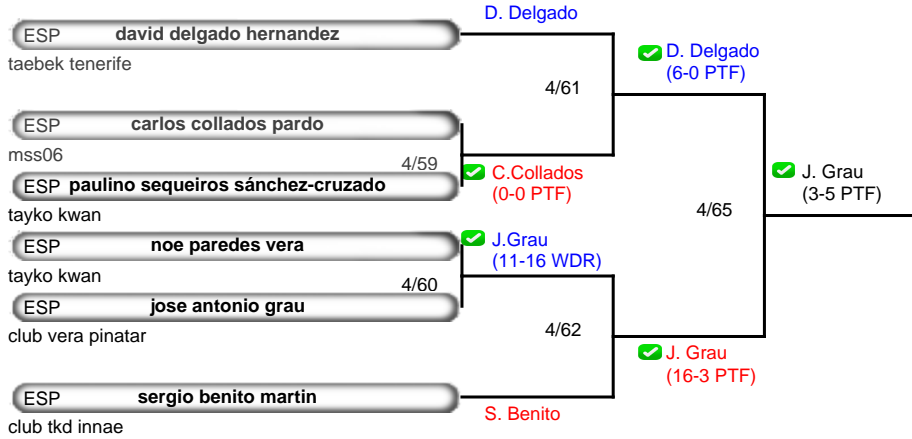 D. Delgado
ESP david delgado hernandez
taebek tenerife
D. Delgado
(6-0 PTF)
4/61
ESP carlos collados pardo
mss06
4/59
C.Collados
(0-0 PTF)
ESP paulino sequeiros sánchez-cruzado
tayko kwan
J. Grau
(3-5 PTF)
4/65
ESP noe paredes vera
tayko kwan
J.Grau
(11-16 WDR)
4/60
ESP jose antonio grau
club vera pinatar
4/62
J. Grau
(16-3 PTF)
ESP sergio benito martin
club tkd innae
S. Benito